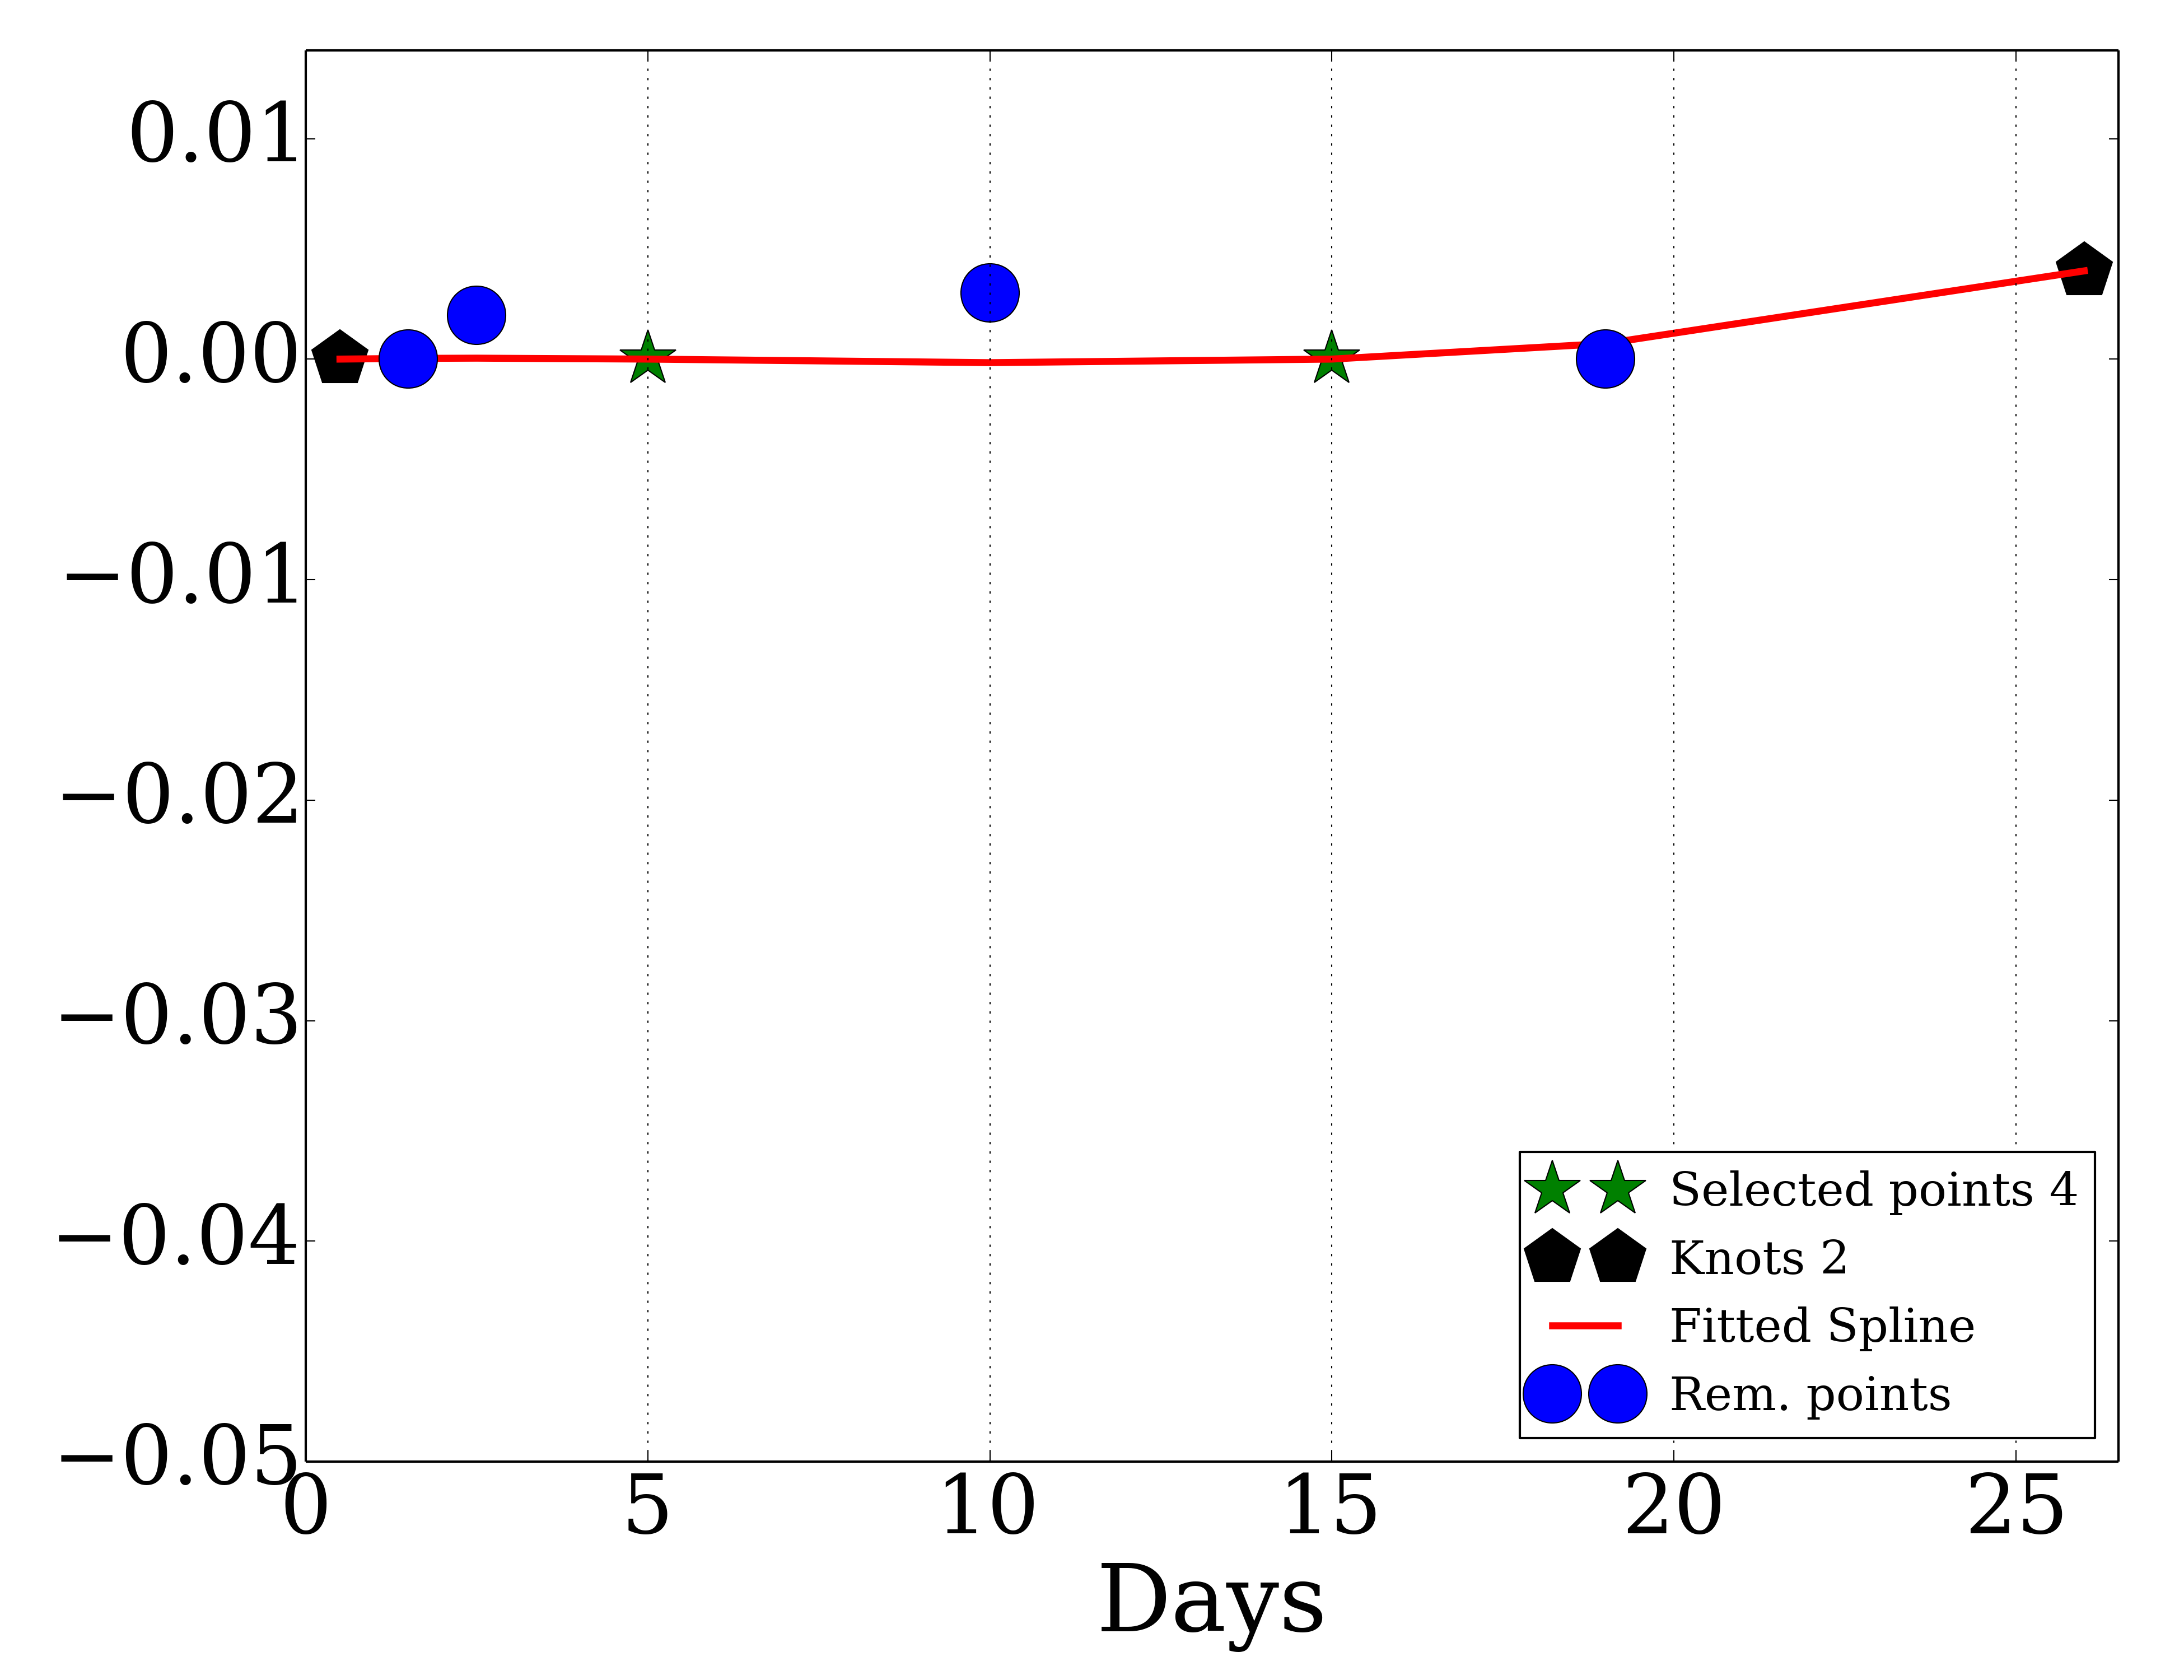 0.01
0.00
−0.01
−0.02
−0.03
−0.04
−0.05
0 5 10 15 20 25
Days
Selected points 4
Knots 2
Fitted Spline
Rem. points